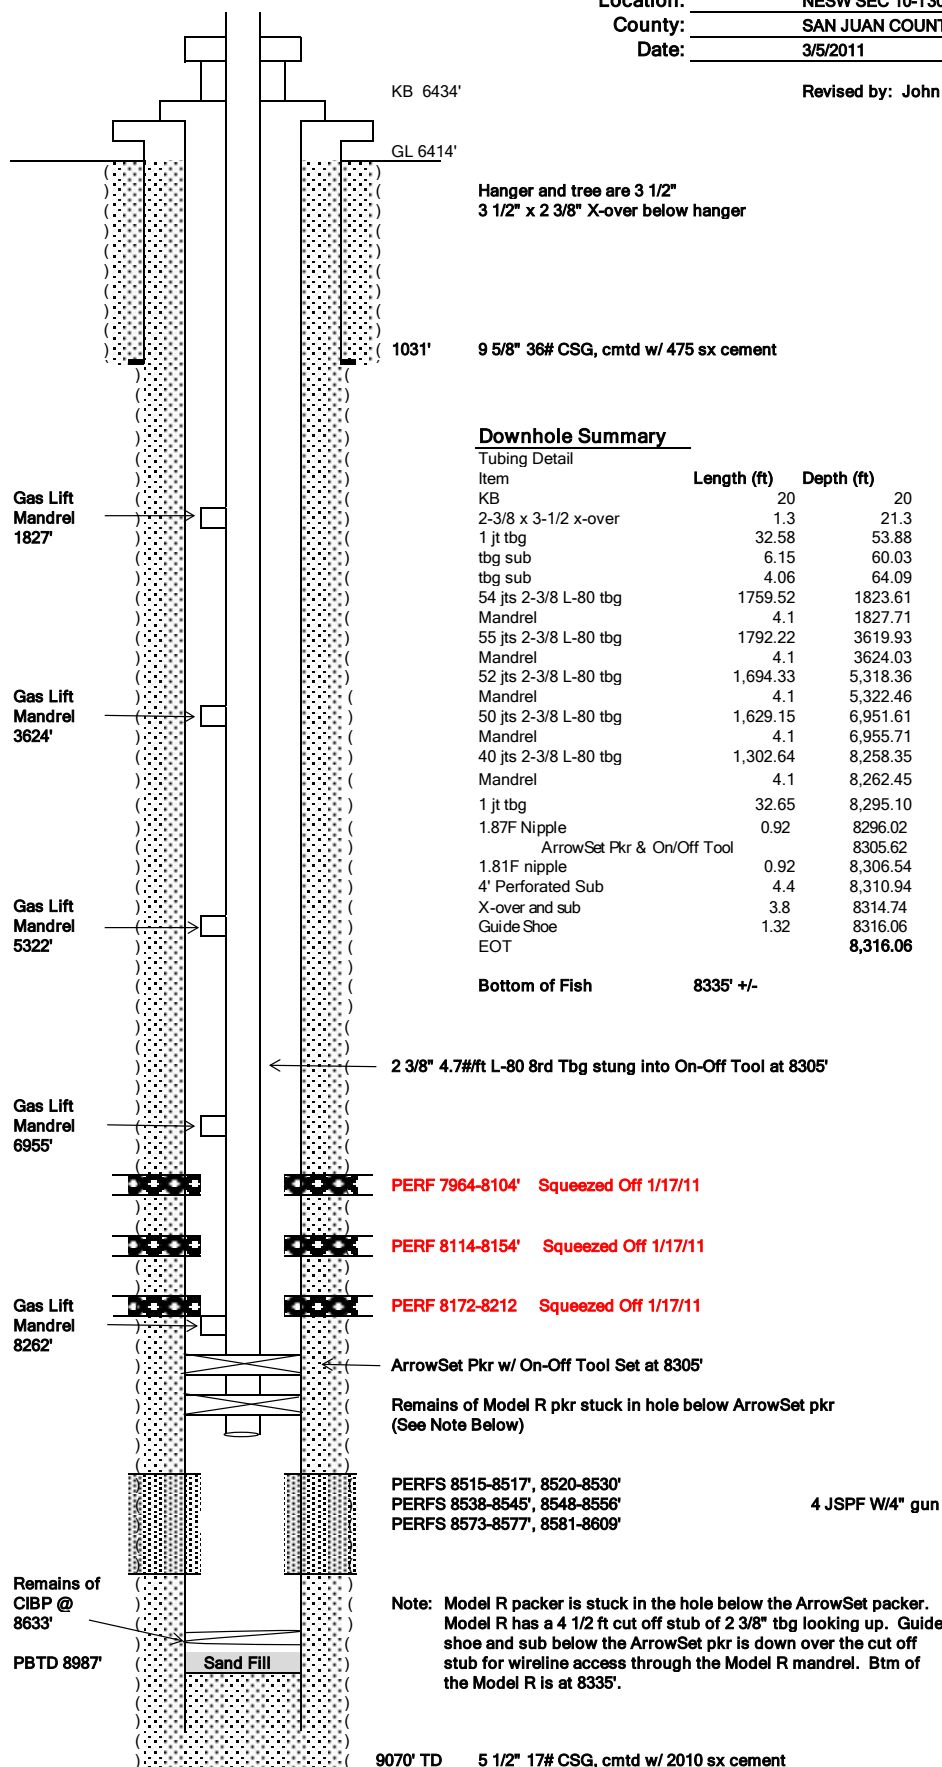 Location: NESW SEC 10-T30
County: SAN JUAN COUNT
Date: 3/5/2011
KB 6434'
Revised by: John
GL 6414'
Hanger and tree are 3 1/2"
3 1/2" x 2 3/8" X-over below hanger
1031' 9 5/8" 36# CSG, cmtd w/ 475 sx cement
Downhole Summary
Tubing Detail
Item Length (ft) Depth (ft)
KB 20 20
2-3/8 x 3-1/2 x-over 1.3 21.3
1 jt tbg 32.58 53.88
tbg sub 6.15 60.03
tbg sub 4.06 64.09
54 jts 2-3/8 L-80 tbg 1759.52 1823.61
Mandrel 4.1 1827.71
55 jts 2-3/8 L-80 tbg 1792.22 3619.93
Mandrel 4.1 3624.03
52 jts 2-3/8 L-80 tbg 1,694.33 5,318.36
Mandrel 4.1 5,322.46
50 jts 2-3/8 L-80 tbg 1,629.15 6,951.61
Mandrel 4.1 6,955.71
40 jts 2-3/8 L-80 tbg 1,302.64 8,258.35
Mandrel 4.1 8,262.45
1 jt tbg 32.65 8,295.10
1.87F Nipple 0.92 8296.02
ArrowSet Pkr & On/Off Tool 8305.62
1.81F nipple 0.92 8,306.54
4' Perforated Sub 4.4 8,310.94
X-over and sub 3.8 8314.74
Guide Shoe 1.32 8316.06
EOT 8,316.06
Bottom of Fish 8335' +/-
Gas Lift
Mandrel
1827'
Gas Lift
Mandrel
3624'
Gas Lift
Mandrel
5322'
2 3/8" 4.7#/ft L-80 8rd Tbg stung into On-Off Tool at 8305'
Gas Lift
Mandrel
6955'
PERF 7964-8104' Squeezed Off 1/17/11
PERF 8114-8154' Squeezed Off 1/17/11
PERF 8172-8212 Squeezed Off 1/17/11
Gas Lift
Mandrel
8262'
ArrowSet Pkr w/ On-Off Tool Set at 8305'
Remains of Model R pkr stuck in hole below ArrowSet pkr
(See Note Below)
PERFS 8515-8517', 8520-8530'
PERFS 8538-8545', 8548-8556' 4 JSPF W/4" gun
PERFS 8573-8577', 8581-8609'
Remains of
CIBP @
8633'
Note: Model R packer is stuck in the hole below the ArrowSet packer.
Model R has a 4 1/2 ft cut off stub of 2 3/8" tbg looking up. Guide
shoe and sub below the ArrowSet pkr is down over the cut off
stub for wireline access through the Model R mandrel. Btm of
the Model R is at 8335'.
PBTD 8987' Sand Fill
9070' TD 5 1/2" 17# CSG, cmtd w/ 2010 sx cement